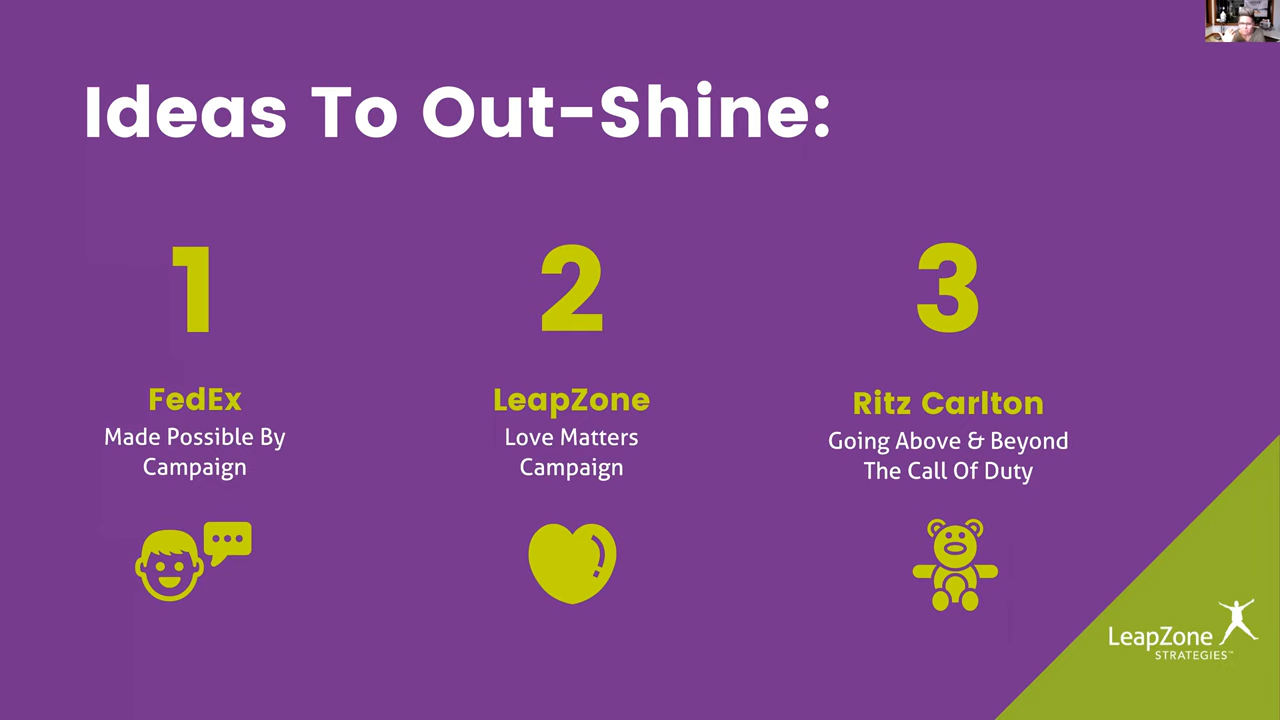 Ideas To Out-Shine:
1
FedEx
Made Possible By
Campaign
2
LeapZone
Love Matters
Campaign
3
Ritz Carlton
Going Above & Beyond
The Call Of Duty
LeapZone
STRATEGIES™